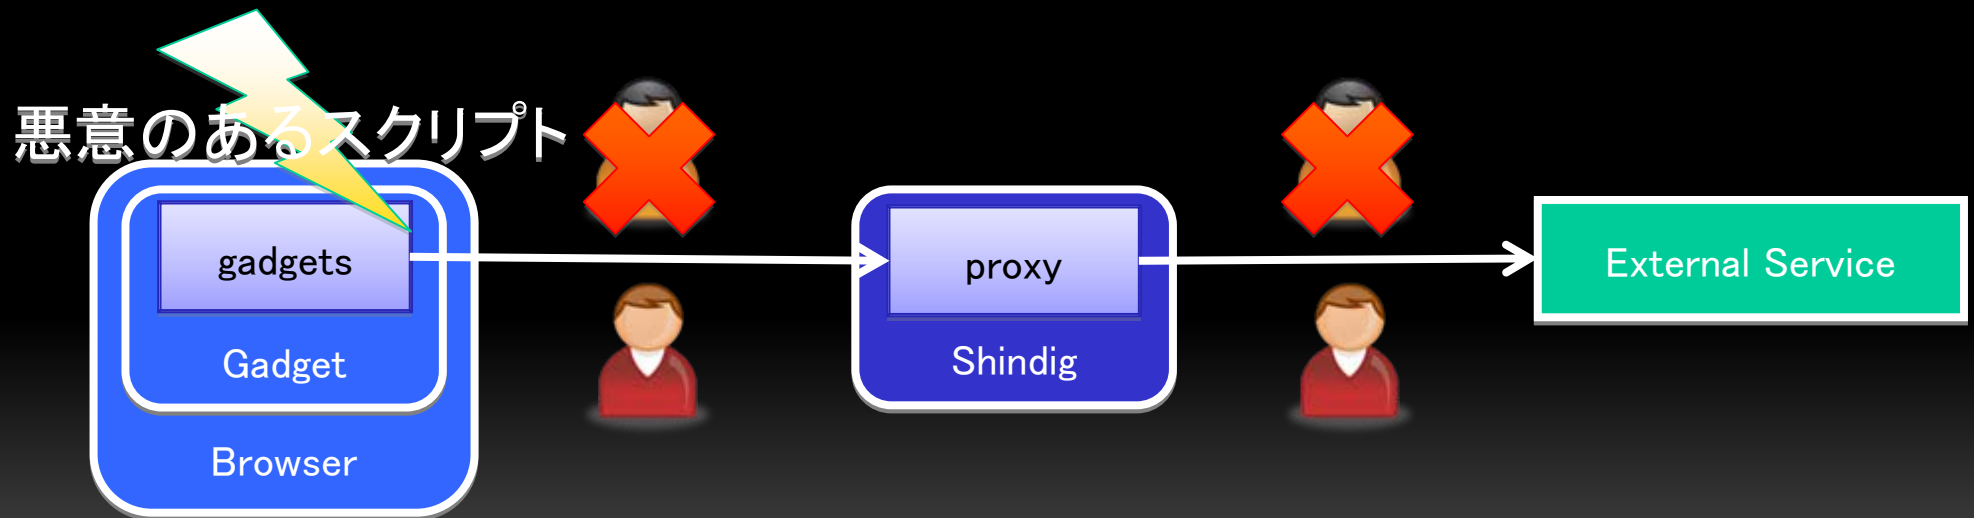 悪意のあるスクリプト
gadgets
Gadget
Browser
proxy
Shindig
External Service